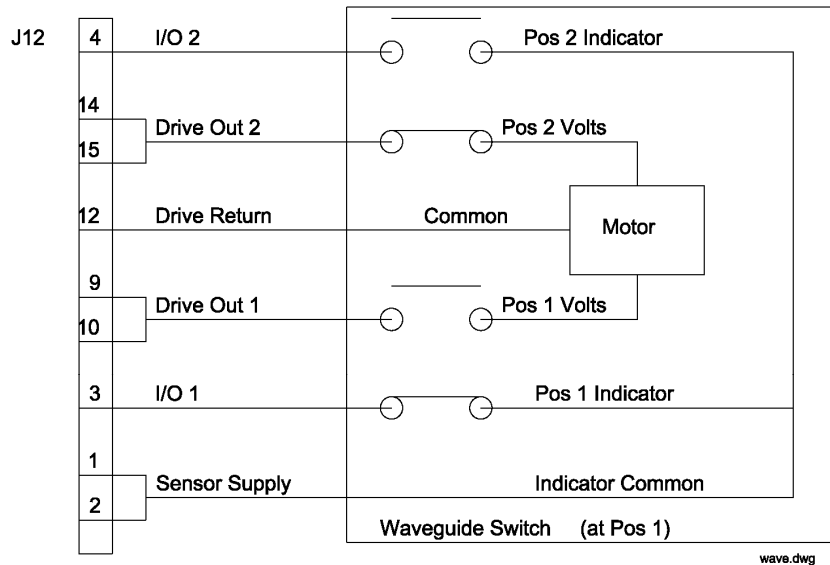 J12 4 I/O 2 Pos 2 Indicator
14
Drive Out 2 Pos 2 Volts
15
12 Drive Return Common Motor
9
Drive Out 1 Pos 1 Volts
10
3 I/O 1 Pos 1 Indicator
1
Sensor Supply Indicator Common
2
Waveguide Switch (at Pos 1)
wave.dwg